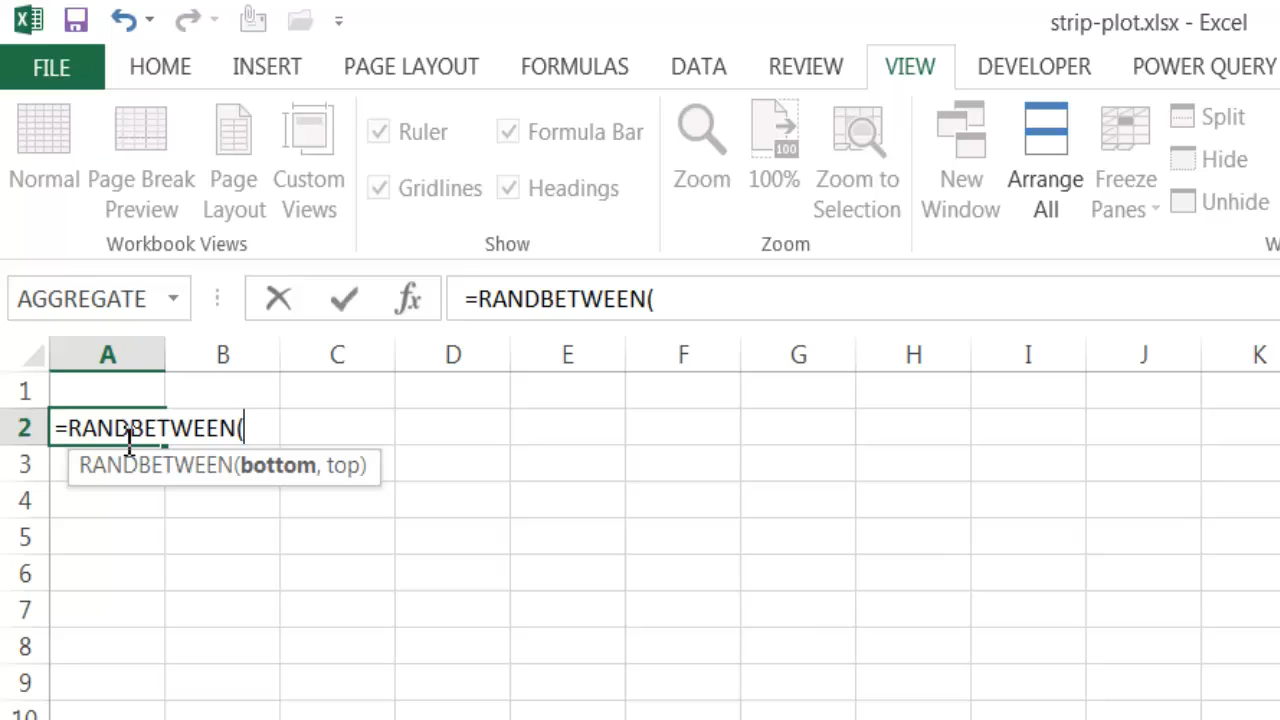 strip-plot.xlsx - Excel
FILE HOME INSERT PAGE LAYOUT FORMULAS DATA REVIEW VIEW DEVELOPER POWER QUERY
Normal
Page Break Preview
Page Layout
Custom Views
Workbook Views
Ruler
Formula Bar
Gridlines
Headings
Show
Zoom
100
100%
Zoom to Selection
Zoom
New Window
Arrange All
Freeze Panes
Split
Hide
Unhide
W
AGGREGATE fx =RANDBETWEEN(
A B C D E F G H I J K
1
2 =RANDBETWEEN(
RANDBETWEEN(bottom, top)
3
4
5
6
7
8
9
10